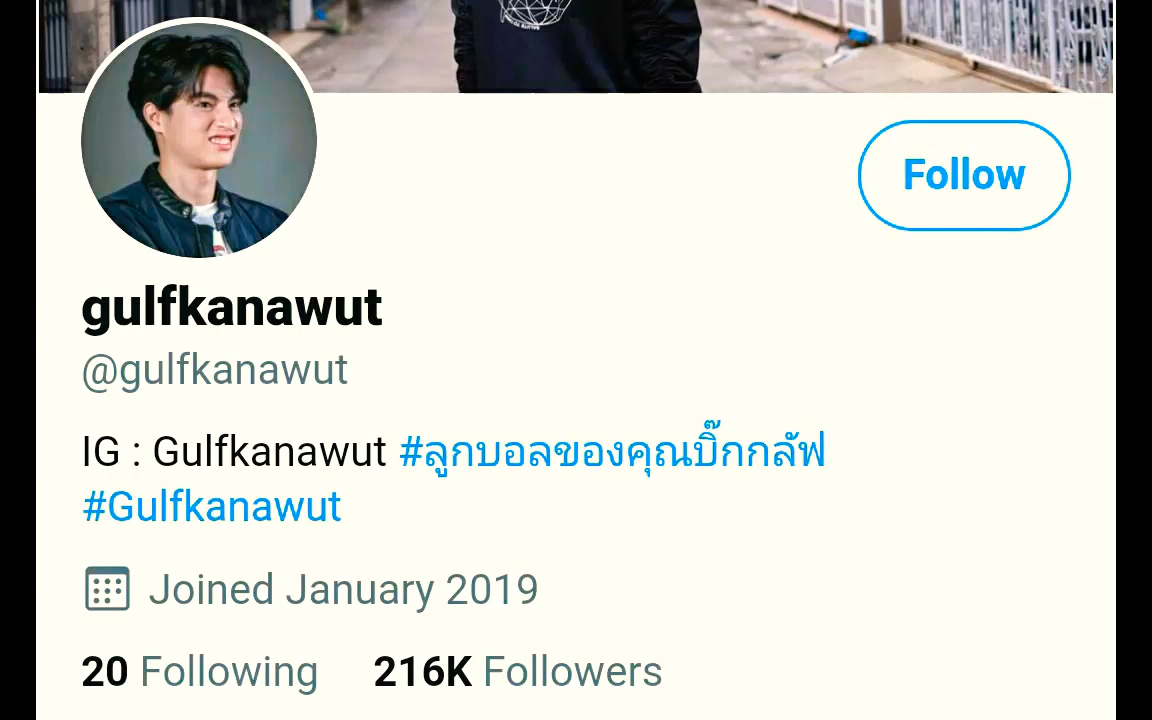 Follow
gulfkanawut
@gulfkanawut
IG : Gulfkanawut #ลูกบอลของคุณบิ๊กกลัฟ
#Gulfkanawut
Joined January 2019
20 Following 216K Followers